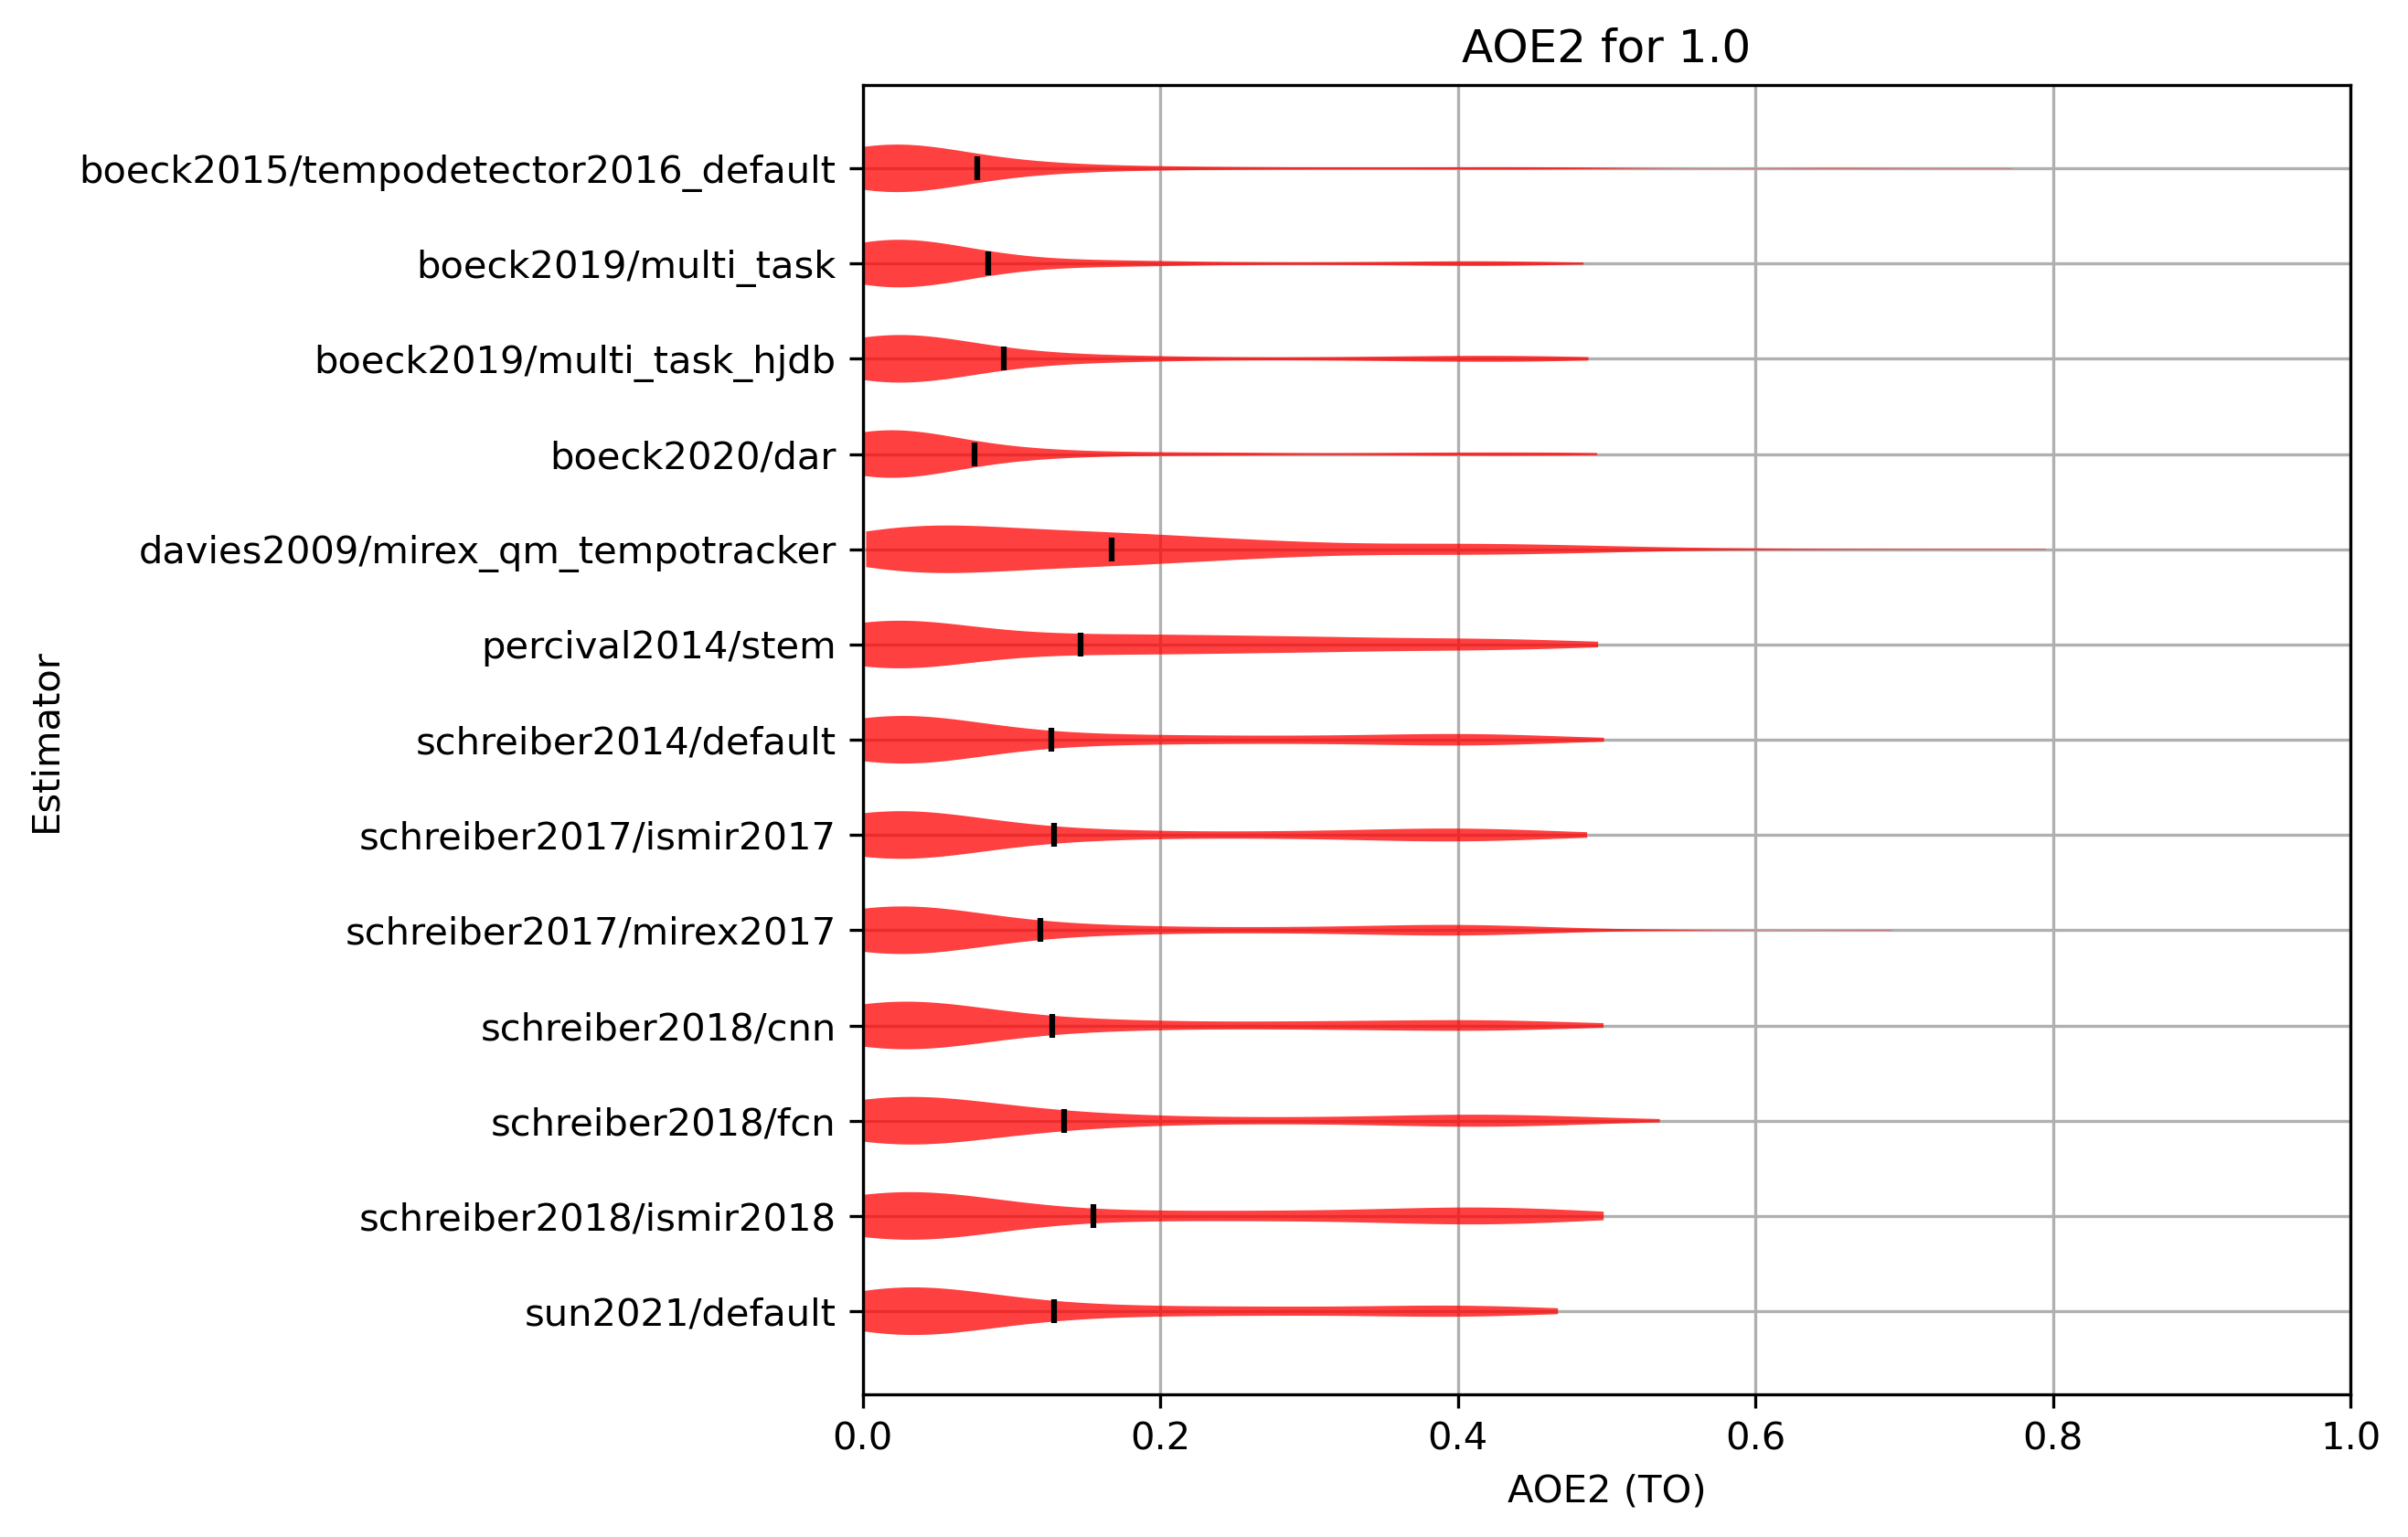 AOE2 for 1.0
boeck2015/tempodetector2016_default
boeck2019/multi_task
boeck2019/multi_task_hjdb
boeck2020/dar
davies2009/mirex_qm_tempotracker
percival2014/stem
schreiber2014/default
schreiber2017/ismir2017
schreiber2017/mirex2017
schreiber2018/cnn
schreiber2018/fcn
schreiber2018/ismir2018
sun2021/default
Estimator
0.0 0.2 0.4 0.6 0.8 1.0
AOE2 (TO)